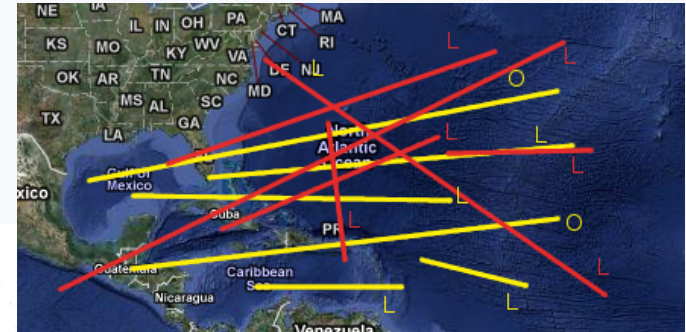 NE IA IL IN OH PA MA
CT
KS MO KY WV VA RI
DE NJ L
OK AR TN NC MD
MS AL SC
TX LA GA
FL
North
Atlantic
Ocean
Gulf of
Mexico
xico
Cuba
PR
Guatemala
Caribbean
Sea
Nicaragua
Venezuela
L
L
O
L
L
L
L
L
O
L
L
L